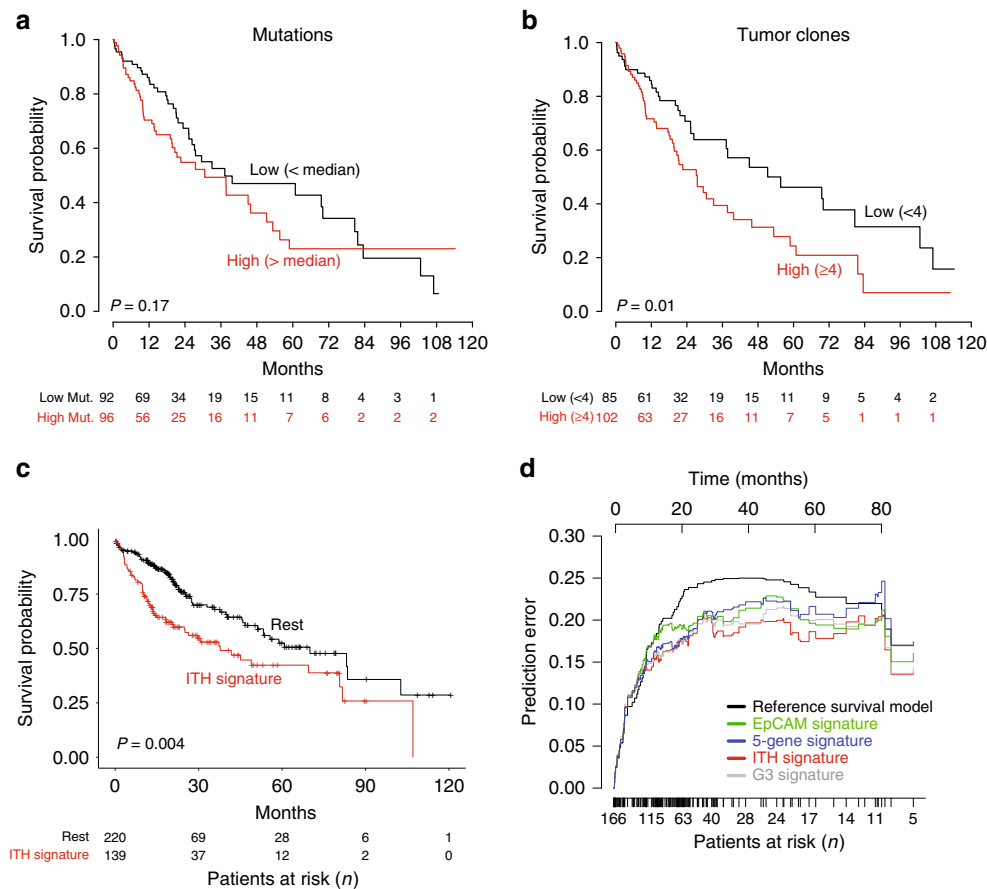 a
Mutations
Survival probability
1.0
0.8
0.6
0.4
0.2
0.0
Low (< median)
High (> median)
P = 0.17
0 12 24 36 48 60 72 84 96 108 120
Months
Low Mut. 92 69 34 19 15 11 8 4 3 1
High Mut. 96 56 25 16 11 7 6 2 2 2
b
Tumor clones
Survival probability
1.0
0.8
0.6
0.4
0.2
0.0
Low (<4)
High (≥4)
P = 0.01
0 12 24 36 48 60 72 84 96 108 120
Months
Low (<4) 85 61 32 19 15 11 9 5 4 2
High (≥4) 102 63 27 16 11 7 5 1 1 1
c
Survival probability
1.00
0.75
0.50
0.25
0.00
Rest
ITH signature
P = 0.004
0 30 60 90 120
Months
Rest 220 69 28 6 1
ITH signature 139 37 12 2 0
Patients at risk (n)
d
Time (months)
0 20 40 60 80
Prediction error
0.30
0.25
0.20
0.15
0.10
0.05
0.00
Reference survival model
EpCAM signature
5-gene signature
ITH signature
G3 signature
166 115 63 40 28 24 21 17 14 11 5
Patients at risk (n)